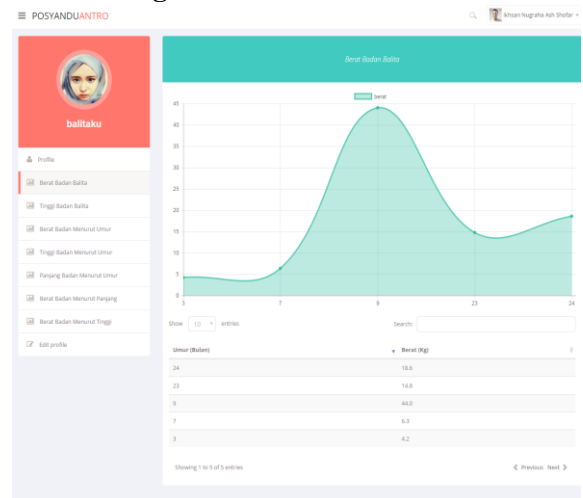 POSYANDUANTRO
Ikhsan Nugraha Ash Shofar
balitaku
Profile
Berat Badan Balita
Tinggi Badan Balita
Berat Badan Menurut Umur
Tinggi Badan Menurut Umur
Panjang Badan Menurut Umur
Berat Badan Menurut Panjang
Berat Badan Menurut Tinggi
Edit profile
Berat Badan Balita
berat
45
40
35
30
25
20
15
10
5
0
3 7 9 23 24
Show 10 entries Search:
Umur (Bulan) Berat (Kg)
24 18.6
23 14.8
9 44.0
7 6.3
3 4.2
Showing 1 to 5 of 5 entries Previous Next